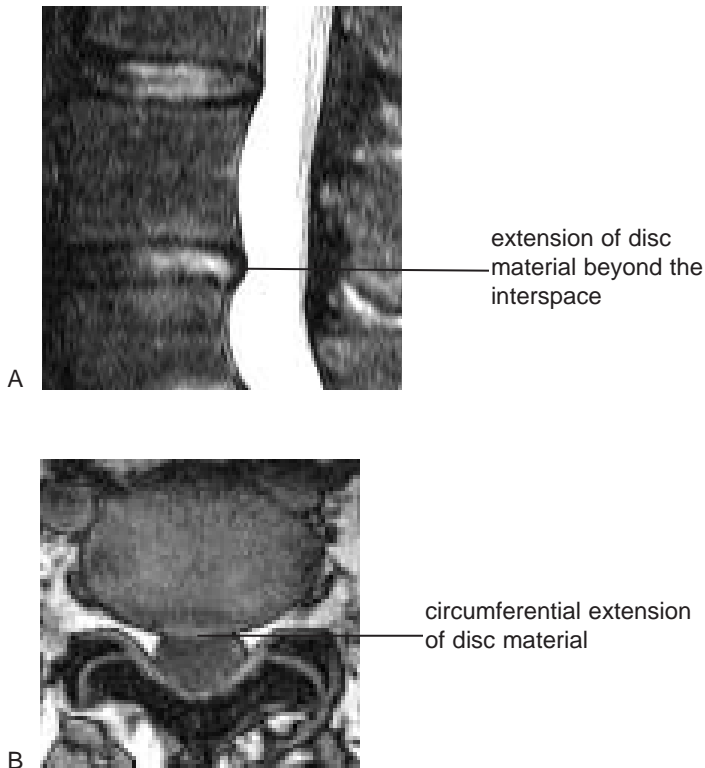 extension of disc
material beyond the
interspace
A
circumferential extension
of disc material
B